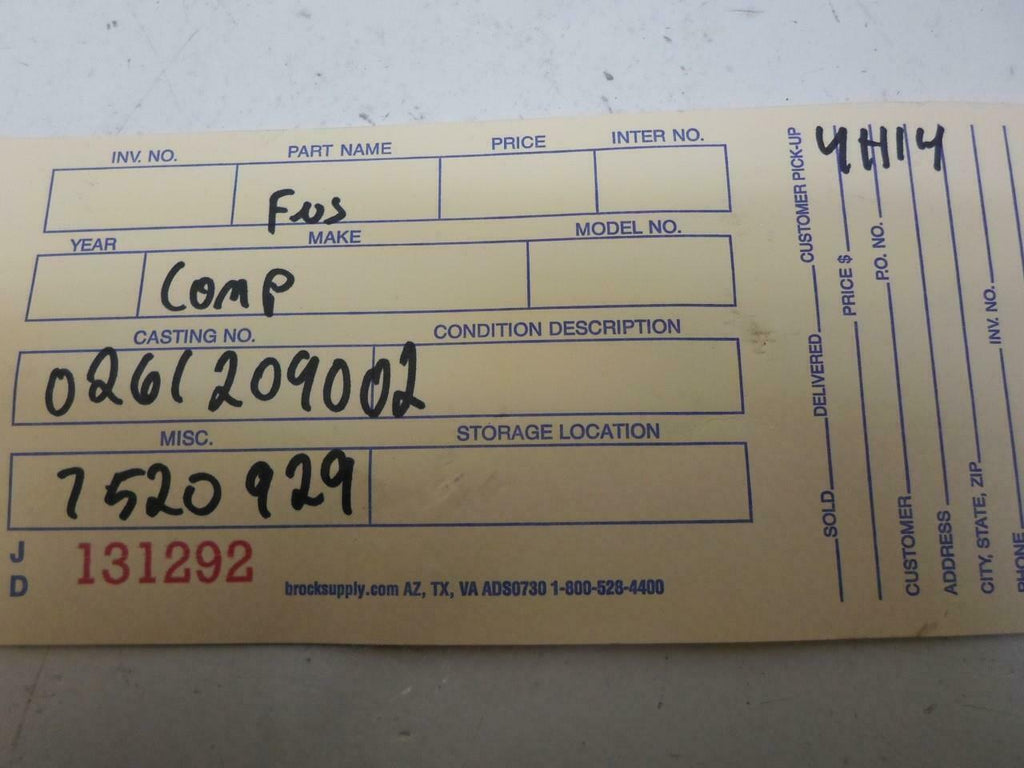 INV. NO. PART NAME PRICE INTER NO.
Fus
YEAR MAKE MODEL NO.
Comp
CASTING NO. CONDITION DESCRIPTION
0261209002
MISC. STORAGE LOCATION
7520929
J
D
131292
brocksupply.com AZ, TX, VA ADS0730 1-800-528-4400
SOLD DELIVERED CUSTOMER PICK-UP
4H14
PRICE $
CUSTOMER P.O. NO.
ADDRESS
CITY, STATE, ZIP INV. NO.
PHONE